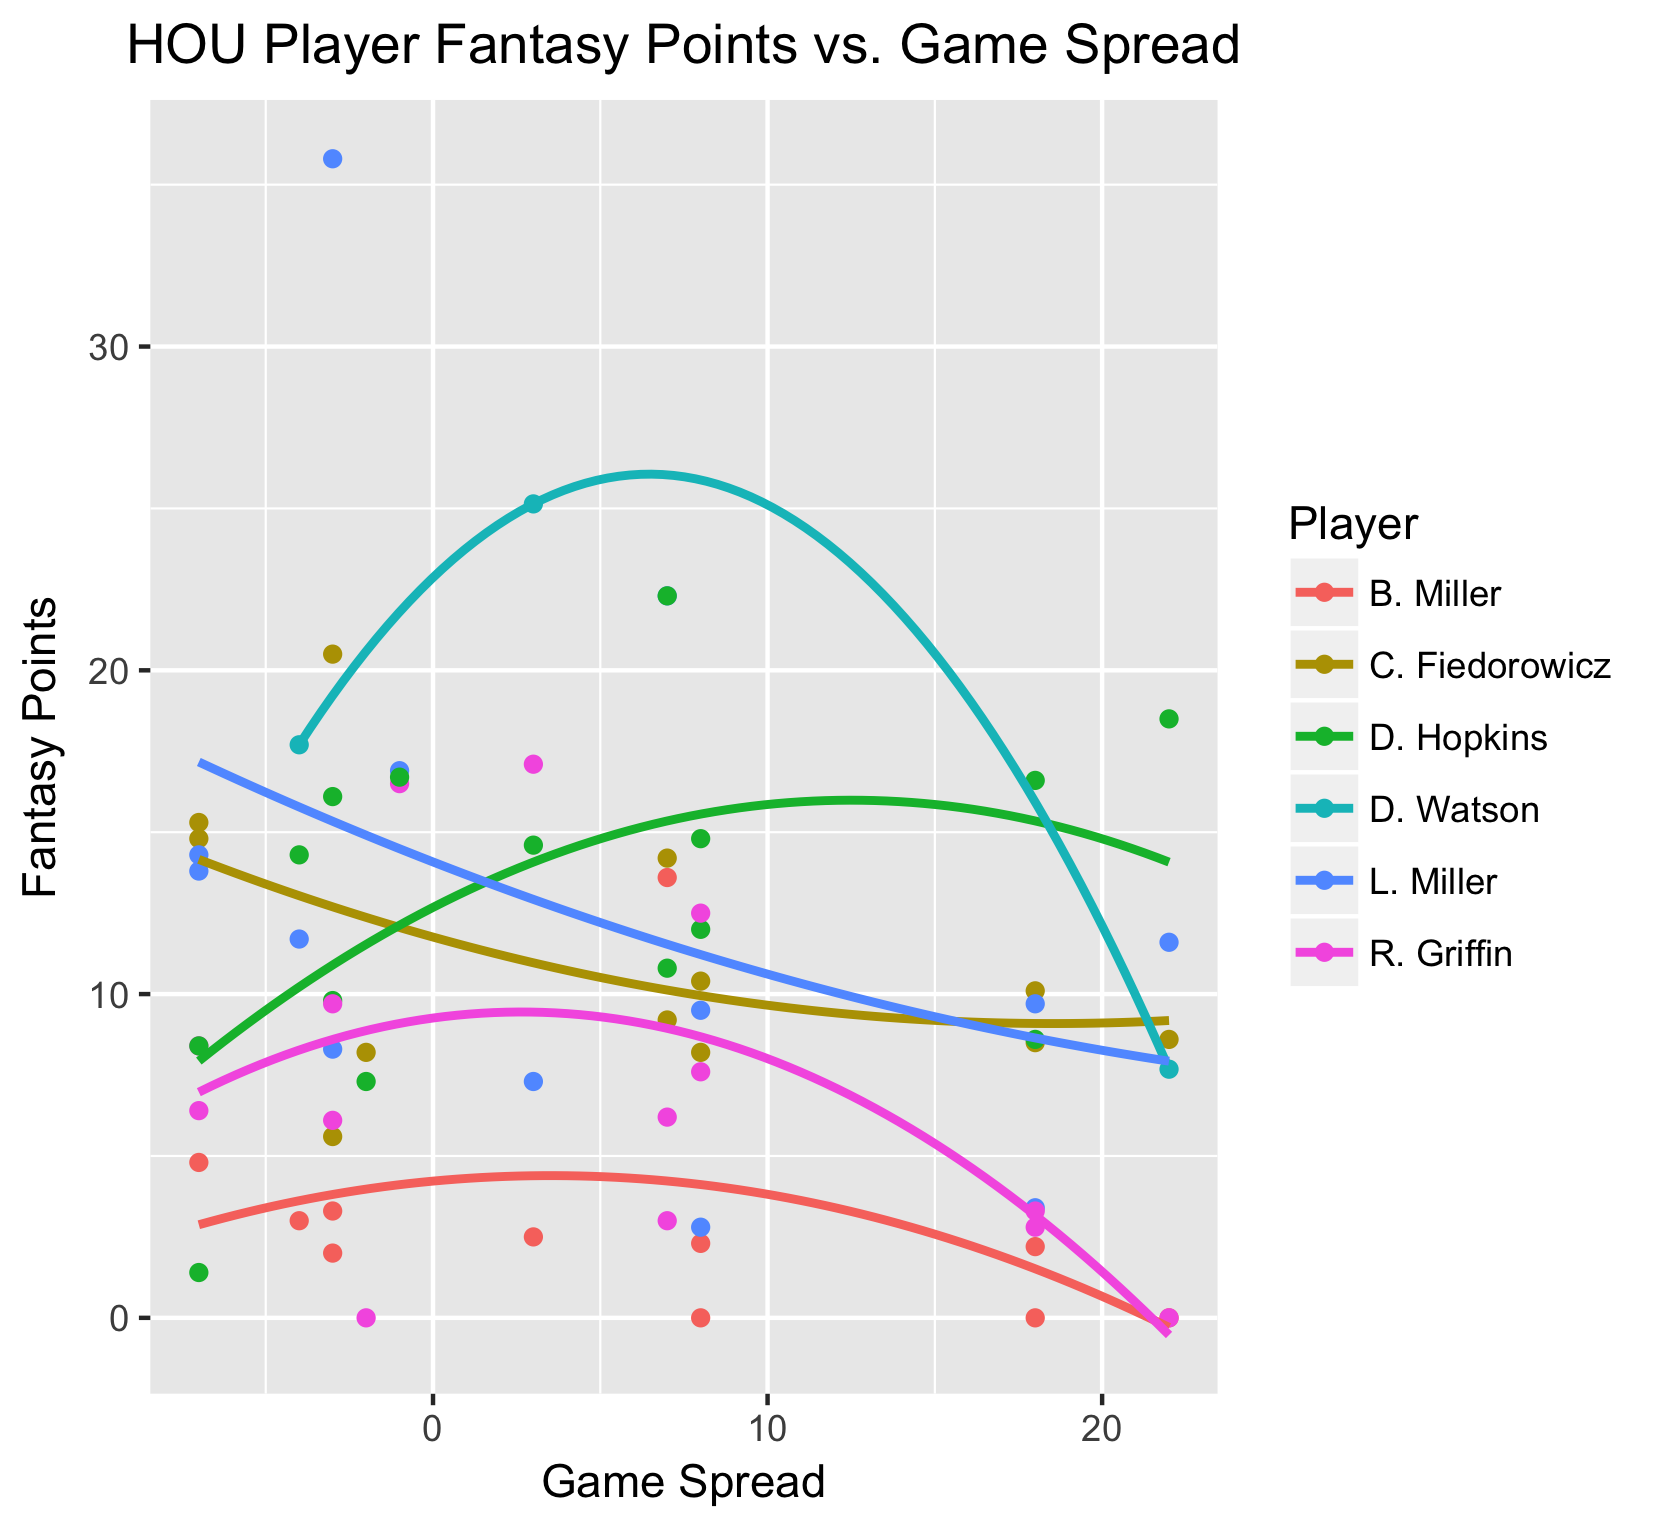 HOU Player Fantasy Points vs. Game Spread
Fantasy Points
30
20
10
0
0
10
20
Game Spread
Player
B. Miller
C. Fiedorowicz
D. Hopkins
D. Watson
L. Miller
R. Griffin